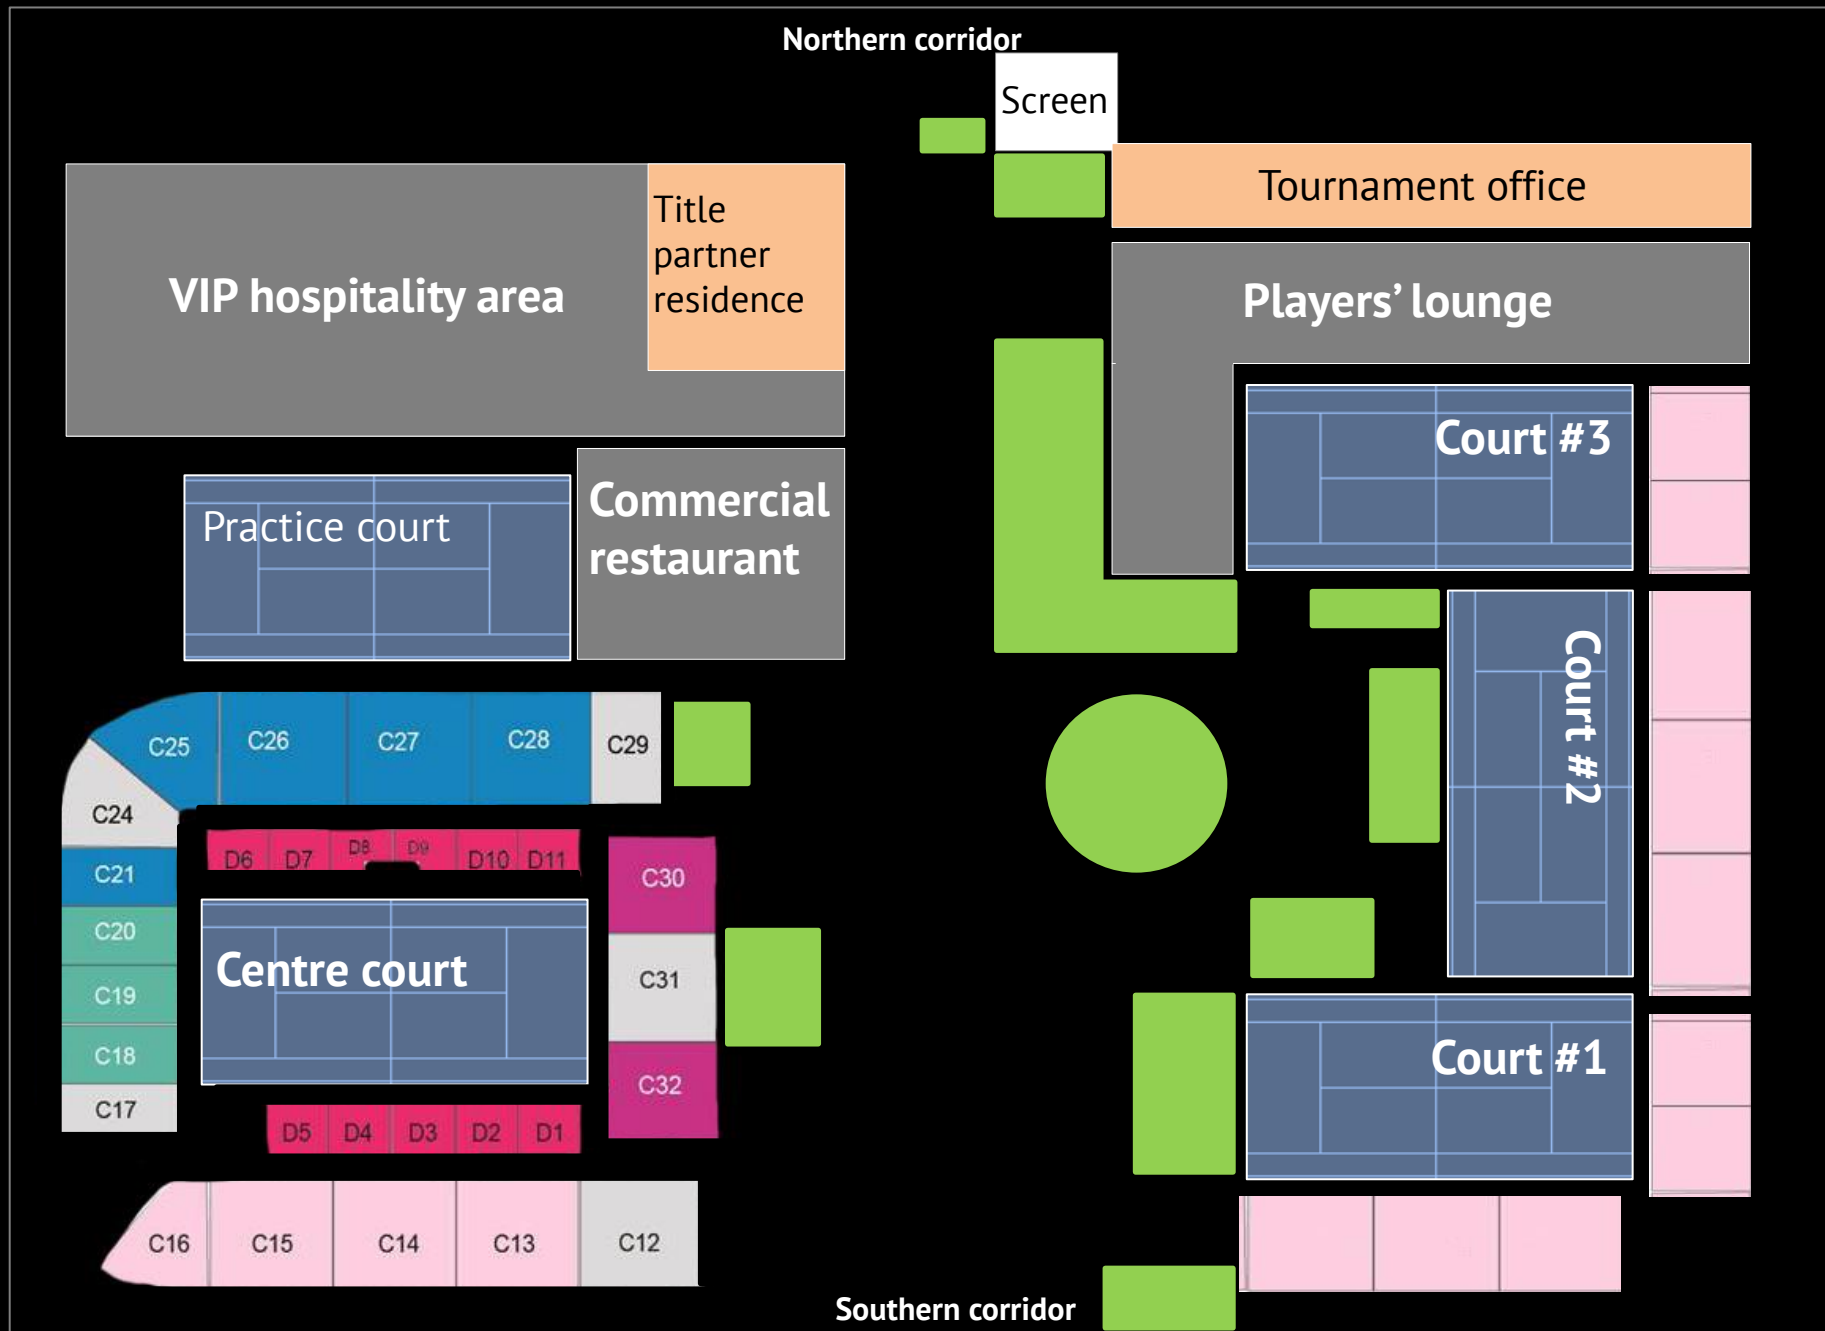 Northern corridor
Screen
Tournament office
Title
partner
residence
VIP hospitality area
Players’ lounge
Court #3
Commercial
restaurant
Practice court
Court #2
C25
C26
C27
C28
C29
C24
C21
C20
C19
C18
C17
D6
D7
D8
D9
D10
D11
C30
C31
C32
Centre court
Court #1
D5
D4
D3
D2
D1
C16
C15
C14
C13
C12
Southern corridor